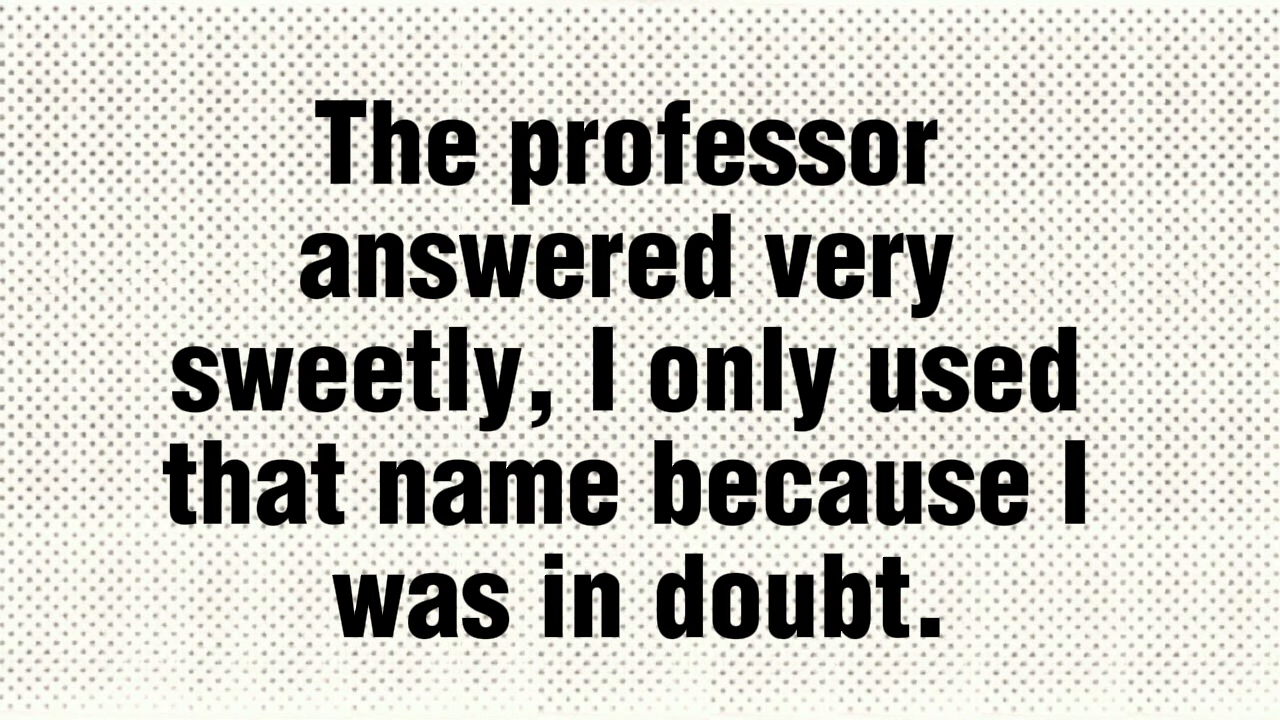 The professor
answered very
sweetly, I only used
that name because I
was in doubt.